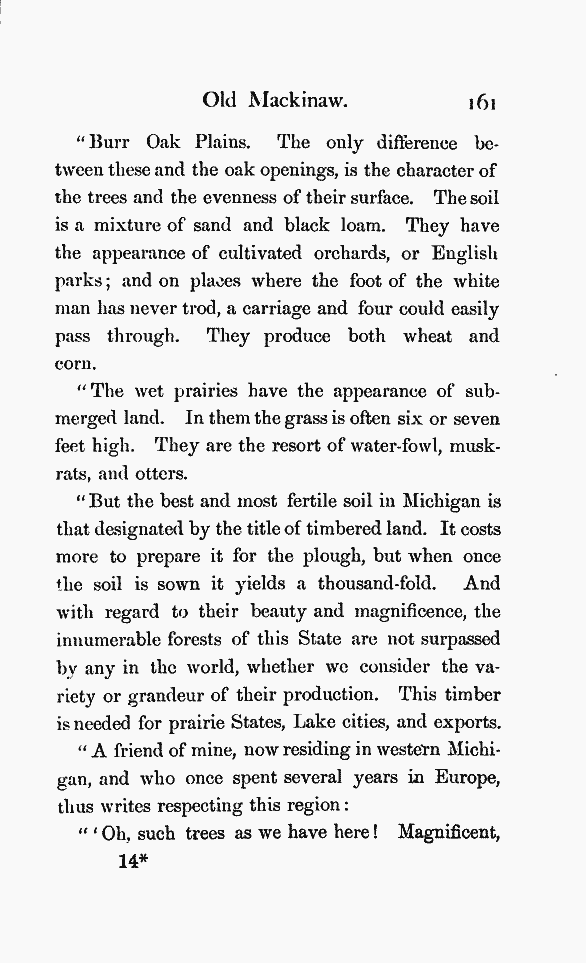 Old Mackinaw. 161
"Burr Oak Plains. The only difference be-
tween these and the oak openings, is the character of
the trees and the evenness of their surface. The soil
is a mixture of sand and black loam. They have
the appearance of cultivated orchards, or English
parks; and on places where the foot of the white
man has never trod, a carriage and four could easily
pass through. They produce both wheat and
corn.
"The wet prairies have the appearance of sub-
merged land. In them the grass is often six or seven
feet high. They are the resort of water-fowl, musk-
rats, and otters.
"But the best and most fertile soil in Michigan is
that designated by the title of timbered land. It costs
more to prepare it for the plough, but when once
the soil is sown it yields a thousand-fold. And
with regard to their beauty and magnificence, the
innumerable forests of this State are not surpassed
by any in the world, whether we consider the va-
riety or grandeur of their production. This timber
is needed for prairie States, Lake cities, and exports.
"A friend of mine, now residing in western Michi-
gan, and who once spent several years in Europe,
thus writes respecting this region:
"'Oh, such trees as we have here! Magnificent,
14*